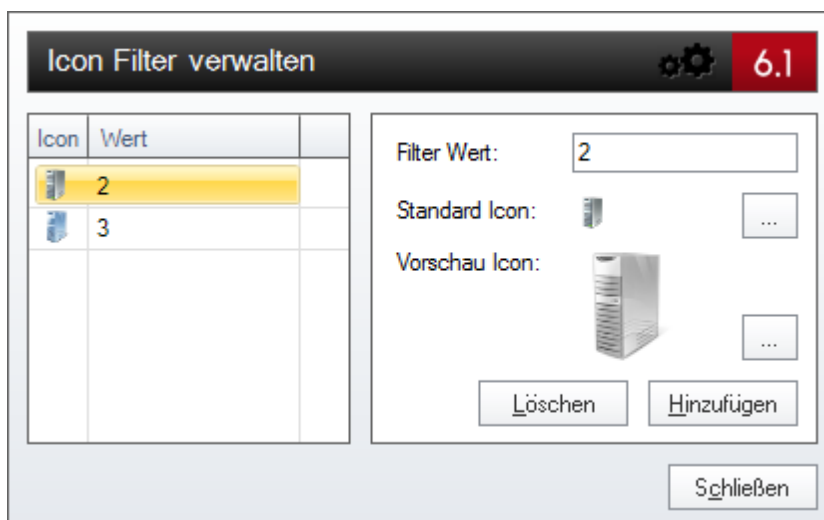 Icon Filter verwalten 6.1
Icon Wert
2
3
Filter Wert: 2
Standard Icon: ...
Vorschau Icon:
...
Löschen Hinzufügen
Schließen